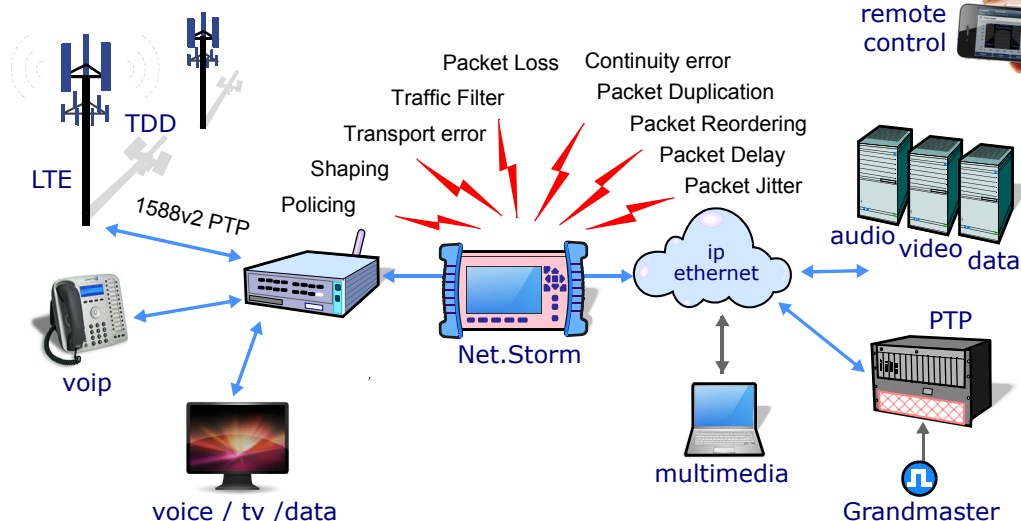 remote
control
Packet Loss
Continuity error
Traffic Filter
Packet Duplication
Transport error
Packet Reordering
Shaping
Packet Delay
Policing
Packet Jitter
TDD
LTE
1588v2 PTP
ip
ethernet
audio
video
data
Net.Storm
PTP
voip
multimedia
voice / tv /data
Grandmaster